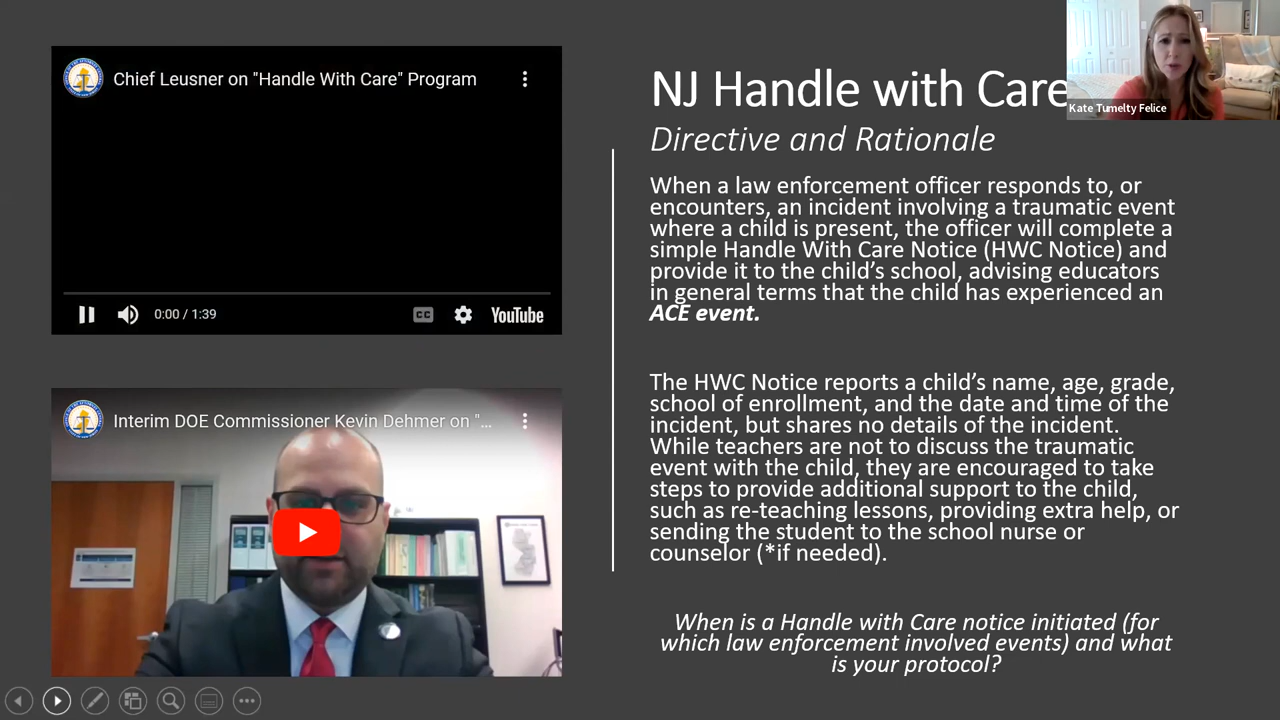 Chief Leusner on "Handle With Care" Program
0:00 / 1:39
CC
YouTube
Interim DOE Commissioner Kevin Dehmer on "...
NJ Handle with Care
Kate Tumelty Felice
Directive and Rationale
When a law enforcement officer responds to, or
encounters, an incident involving a traumatic event
where a child is present, the officer will complete a
simple Handle With Care Notice (HWC Notice) and
provide it to the child's school, advising educators
in general terms that the child has experienced an
ACE event.
The HWC Notice reports a child's name, age, grade,
school of enrollment, and the date and time of the
incident, but shares no details of the incident.
While teachers are not to discuss the traumatic
event with the child, they are encouraged to take
steps to provide additional support to the child,
such as re-teaching lessons, providing extra help, or
sending the student to the school nurse or
counselor (*if needed).
When is a Handle with Care notice initiated (for
which law enforcement involved events) and what
is your protocol?